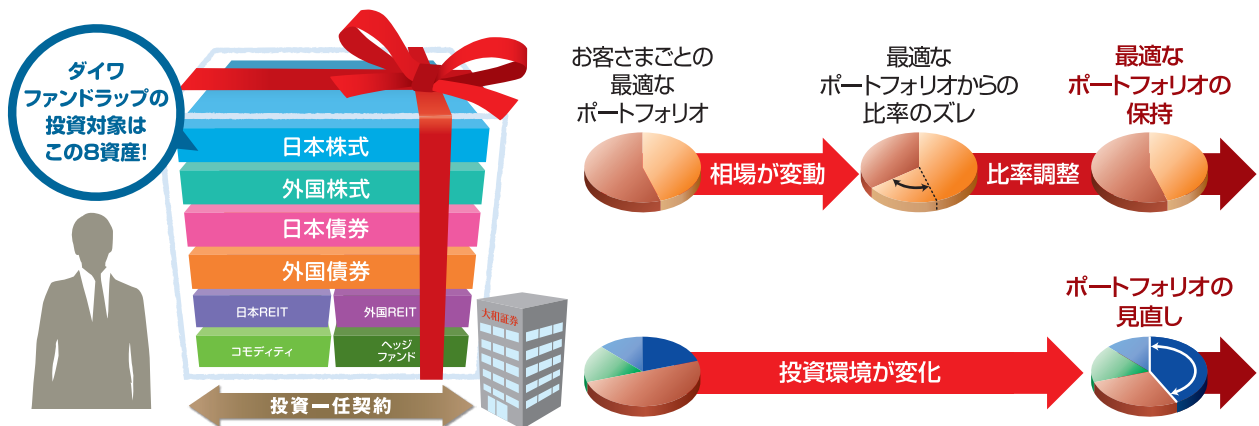 ダイワ
ファンドラップの
投資対象は
この8資産!
日本株式
外国株式
日本債券
外国債券
日本REIT
外国REIT
コモディティ
ヘッジ
ファンド
大和証券
投資一任契約
お客さまごとの
最適な
ポートフォリオ
相場が変動
最適な
ポートフォリオからの
比率のズレ
比率調整
最適な
ポートフォリオの
保持
投資環境が変化
ポートフォリオの
見直し